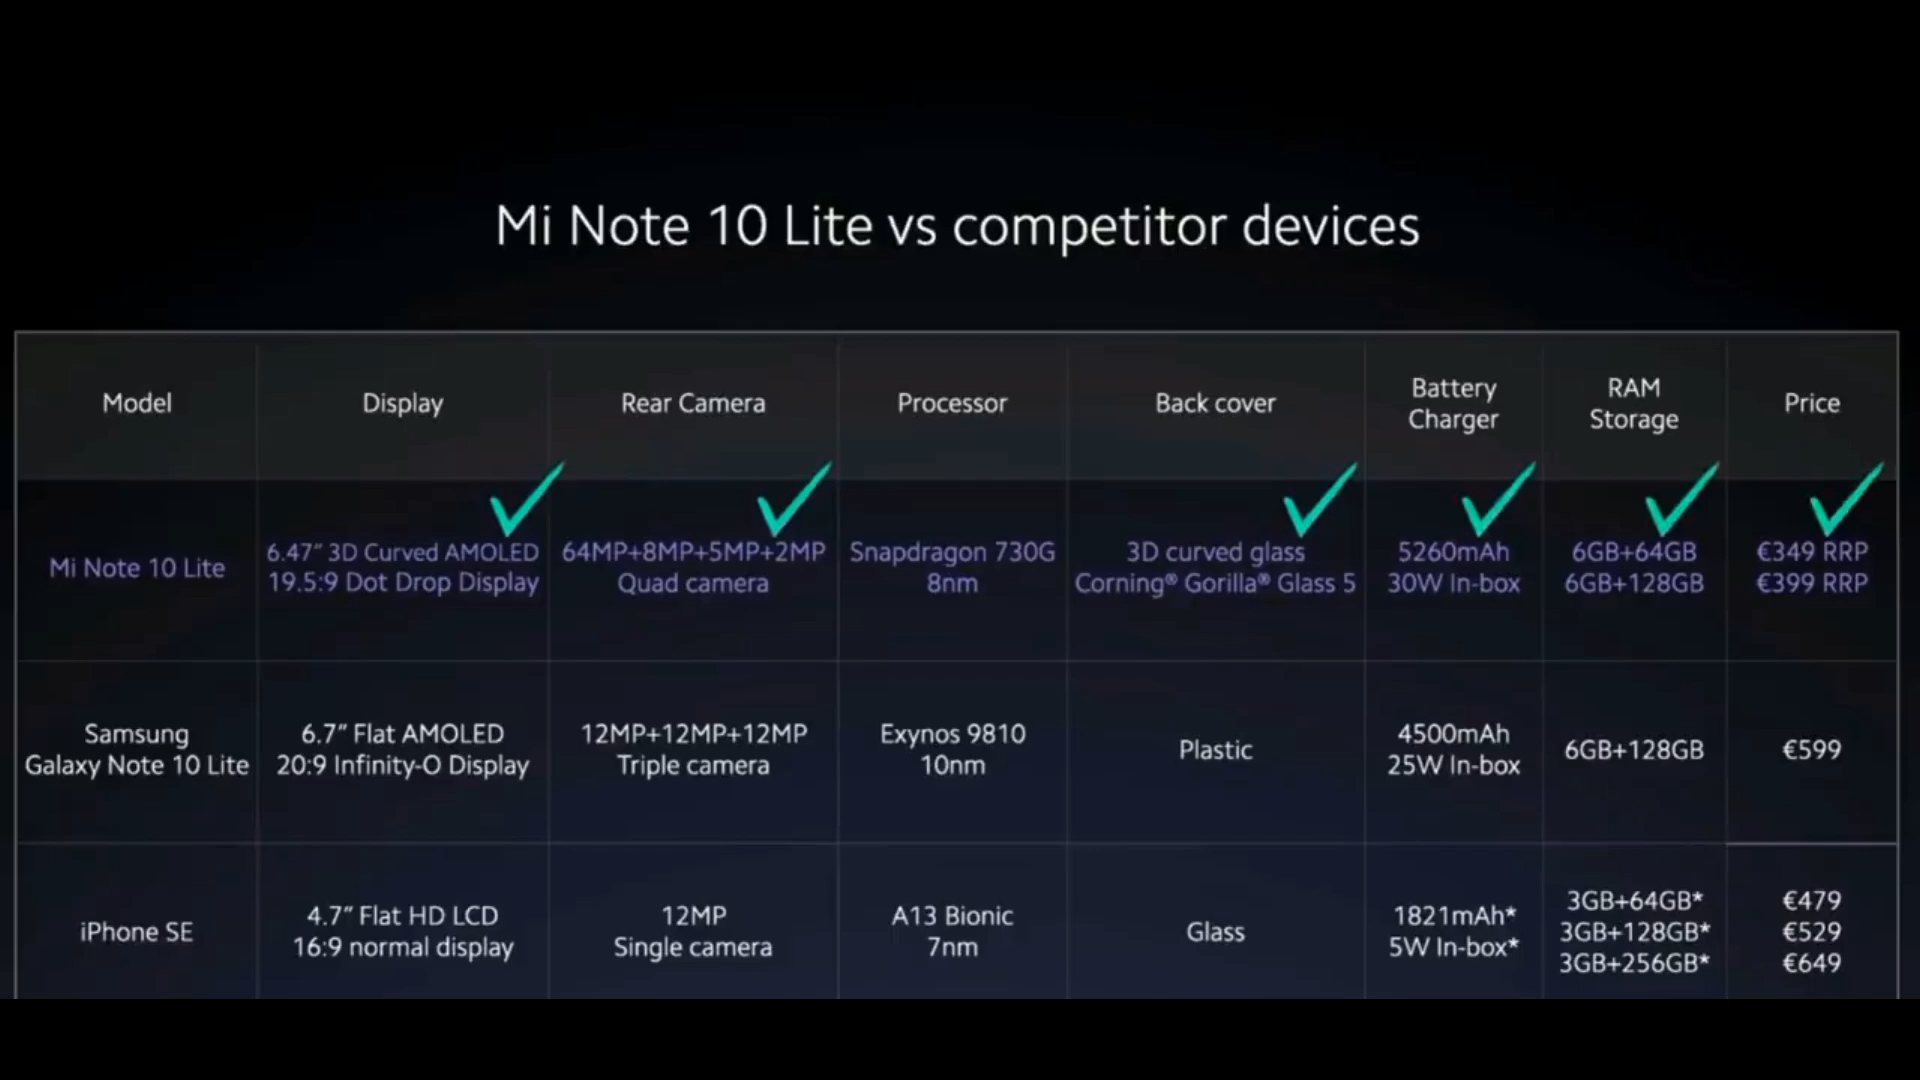 Mi Note 10 Lite vs competitor devices
Model
Display
Rear Camera
Processor
Back cover
Battery
Charger
RAM
Storage
Price
Mi Note 10 Lite
6.47″ 3D Curved AMOLED
19.5:9 Dot Drop Display
64MP+8MP+5MP+2MP
Quad camera
Snapdragon 730G
8nm
3D curved glass
Corning® Gorilla® Glass 5
5260mAh
30W In-box
6GB+64GB
6GB+128GB
€349 RRP
€399 RRP
Samsung
Galaxy Note 10 Lite
6.7″ Flat AMOLED
20:9 Infinity-O Display
12MP+12MP+12MP
Triple camera
Exynos 9810
10nm
Plastic
4500mAh
25W In-box
6GB+128GB
€599
iPhone SE
4.7″ Flat HD LCD
16:9 normal display
12MP
Single camera
A13 Bionic
7nm
Glass
1821mAh*
5W In-box*
3GB+64GB*
3GB+128GB*
3GB+256GB*
€479
€529
€649